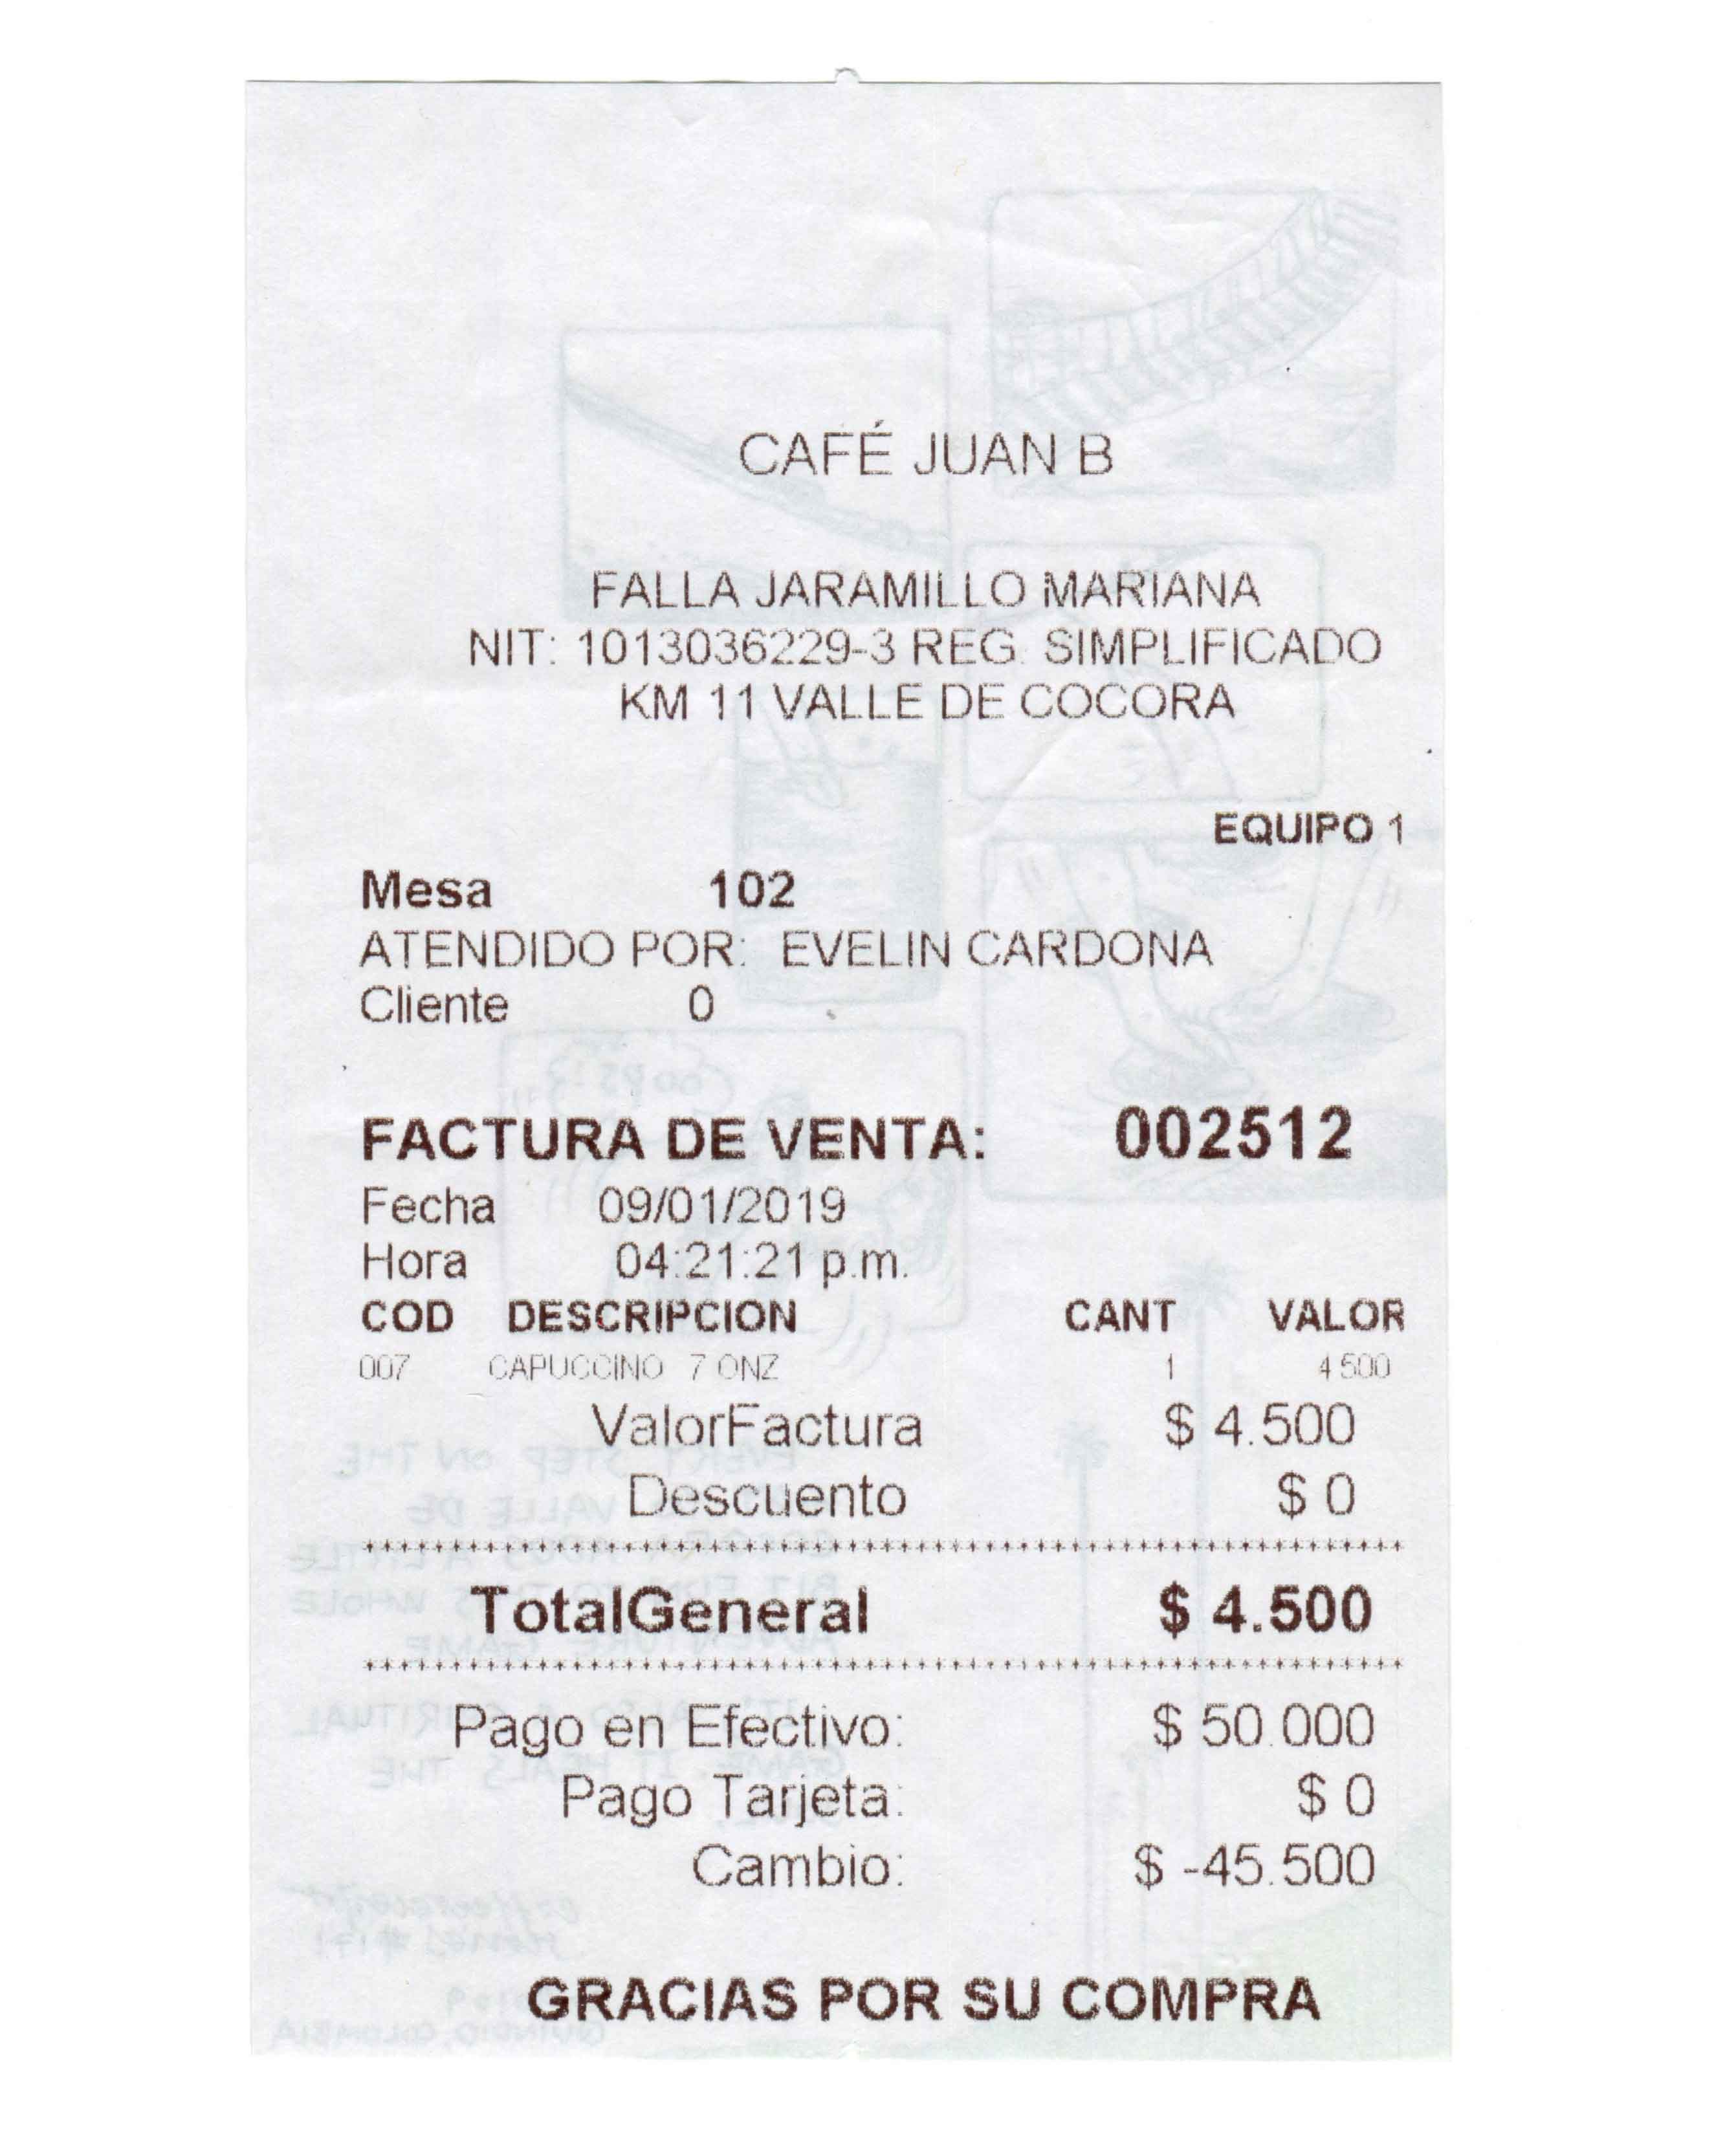 CAFÉ JUAN B
FALLA JARAMILLO MARIANA
NIT: 1013036229-3 REG. SIMPLIFICADO
KM 11 VALLE DE COCORA
EQUIPO 1
Mesa 102
ATENDIDO POR: EVELIN CARDONA
Cliente 0
FACTURA DE VENTA: 002512
Fecha 09/01/2019
Hora 04:21:21 p.m.
COD DESCRIPCION CANT VALOR
007 CAPUCCINO 7 ONZ 1 4.500
ValorFactura $ 4.500
Descuento $ 0
TotalGeneral $ 4.500
Pago en Efectivo: $ 50.000
Pago Tarjeta: $ 0
Cambio: $ -45.500
GRACIAS POR SU COMPRA